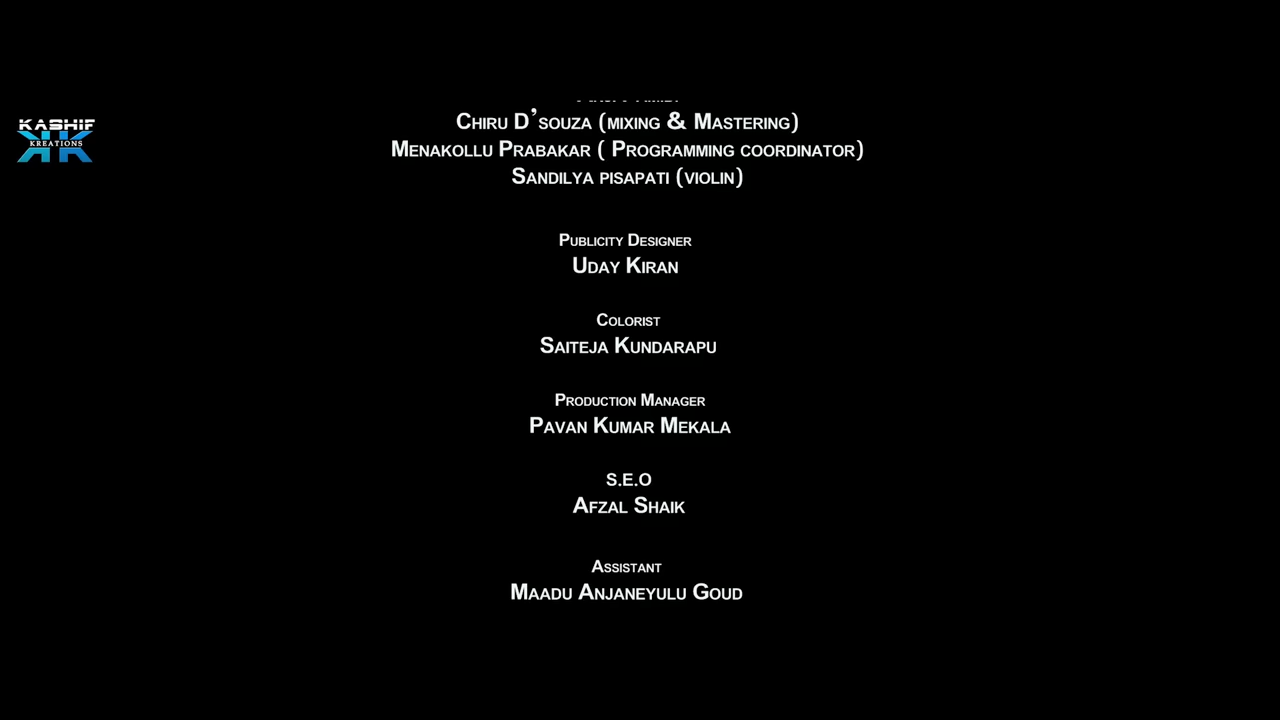 KASHIF
KREATIONS
Chiru D'souza (mixing & Mastering)
Menakollu Prabakar ( Programming coordinator)
Sandilya pisapati (violin)
Publicity Designer
Uday Kiran
Colorist
Saiteja Kundarapu
Production Manager
Pavan Kumar Mekala
S.E.O
Afzal Shaik
Assistant
Maadu Anjaneyulu Goud